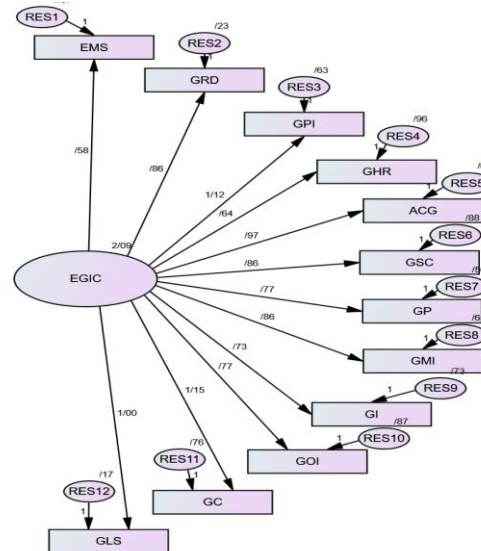 RES1
1
EMS
/23
RES2
1
GRD
/63
RES3
1
GPI
/96
RES4
1
GHR
RES5
1
ACG
/88
RES6
1
GSC
RES7
1
GP
RES8
1
GMI
/73
RES9
1
GI
/87
RES10
1
GOI
/76
RES11
1
GC
/17
RES12
1
GLS
2/09
EGIC
/58
/86
1/12
/64
/97
/86
/77
/86
/73
/77
1/15
1/00